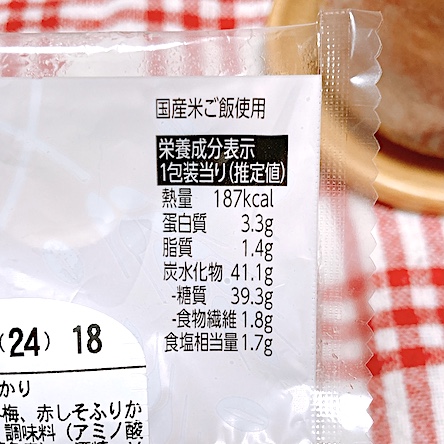 国産米ご飯使用
栄養成分表示
1包装当り(推定値)
熱量 187kcal
蛋白質 3.3g
脂質 1.4g
炭水化物 41.1g
-糖質 39.3g
-食物繊維 1.8g
食塩相当量 1.7g
(24) 18
かり
梅、赤しそふりか
調味料(アミノ酸